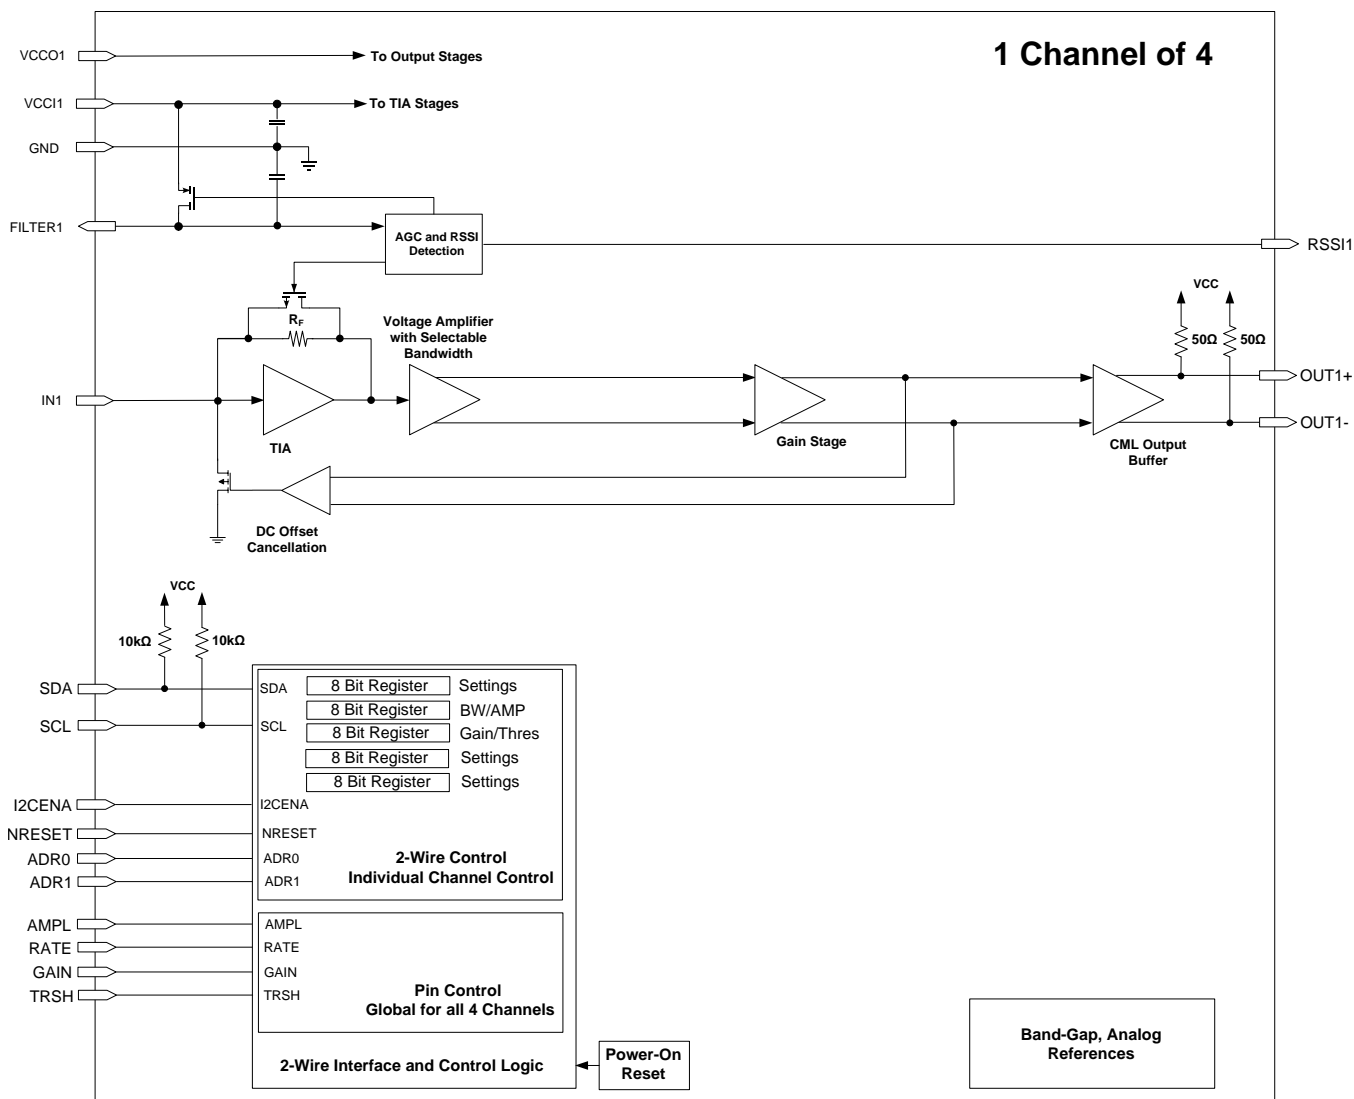 1 Channel of 4
VCCO1
To Output Stages
VCCI1
To TIA Stages
GND
FILTER1
AGC and RSSI
Detection
RSSI1
RF
Voltage Amplifier
with Selectable
Bandwidth
VCC
50Ω
50Ω
IN1
TIA
Gain Stage
CML Output
Buffer
OUT1+
OUT1-
DC Offset
Cancellation
VCC
10kΩ
10kΩ
SDA
SDA
8 Bit Register
Settings
8 Bit Register
BW/AMP
SCL
SCL
8 Bit Register
Gain/Thres
8 Bit Register
Settings
8 Bit Register
Settings
I2CENA
I2CENA
NRESET
NRESET
ADR0
ADR0
ADR1
ADR1
2-Wire Control
Individual Channel Control
AMPL
AMPL
RATE
RATE
GAIN
GAIN
TRSH
TRSH
Pin Control
Global for all 4 Channels
2-Wire Interface and Control Logic
Power-On
Reset
Band-Gap, Analog
References